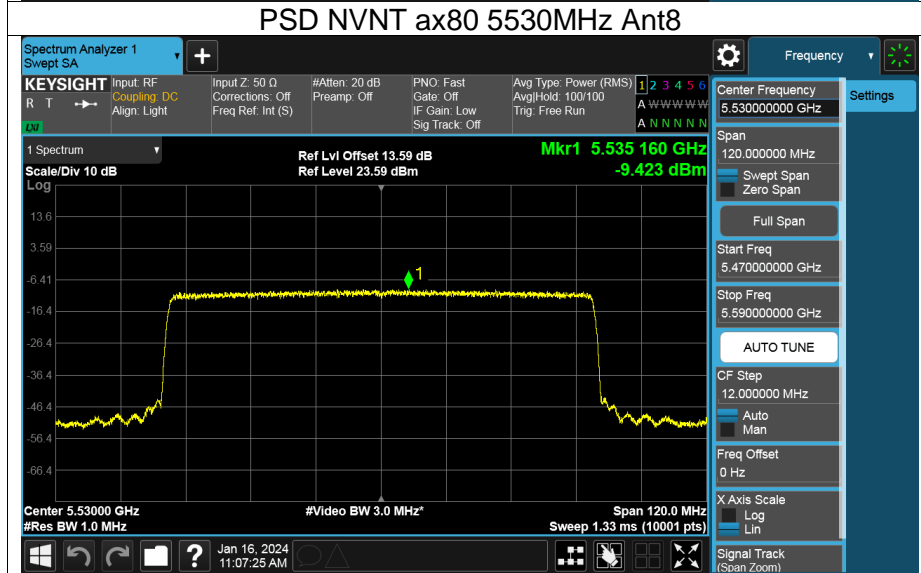 PSD NVNT ax80 5530MHz Ant8
Spectrum Analyzer 1
Swept SA
+
Frequency
KEYSIGHT
R T
LXI
Input: RF
Coupling: DC
Align: Light
Input Z: 50 Ω
Corrections: Off
Freq Ref: Int (S)
#Atten: 20 dB
Preamp: Off
PNO: Fast
Gate: Off
IF Gain: Low
Sig Track: Off
Avg Type: Power (RMS)
Avg|Hold: 100/100
Trig: Free Run
1 2 3 4 5 6
A W W W W W
A N N N N N
1 Spectrum
Scale/Div 10 dB
Ref Lvl Offset 13.59 dB
Ref Level 23.59 dBm
Mkr1 5.535 160 GHz
-9.423 dBm
Log
13.6
3.59
-6.41
-16.4
-26.4
-36.4
-46.4
-56.4
-66.4
1
Center 5.53000 GHz
#Res BW 1.0 MHz
#Video BW 3.0 MHz*
Span 120.0 MHz
Sweep 1.33 ms (10001 pts)
?
Jan 16, 2024
11:07:25 AM
Center Frequency
5.530000000 GHz
Span
120.000000 MHz
Swept Span
Zero Span
Full Span
Start Freq
5.470000000 GHz
Stop Freq
5.590000000 GHz
AUTO TUNE
CF Step
12.000000 MHz
Auto
Man
Freq Offset
0 Hz
X Axis Scale
Log
Lin
Signal Track
(Span Zoom)
Settings